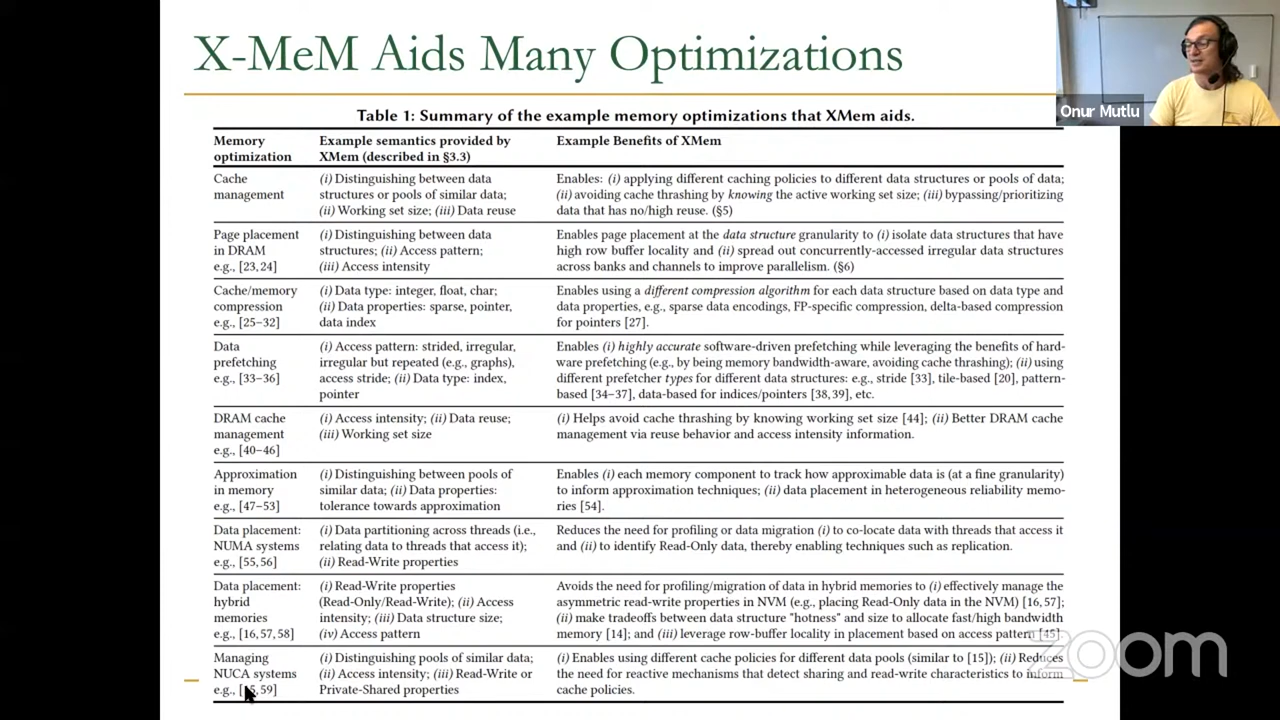 X-MeM Aids Many Optimizations
Onur Mutlu
Table 1: Summary of the example memory optimizations that XMem aids.
Memory optimization
Example semantics provided by XMem (described in §3.3)
Example Benefits of XMem
Cache
management
(i) Distinguishing between data
structures or pools of similar data;
(ii) Working set size; (iii) Data reuse
Enables: (i) applying different caching policies to different data structures or pools of data;
(ii) avoiding cache thrashing by knowing the active working set size; (iii) bypassing/prioritizing
data that has no/high reuse. (§5)
Page placement
in DRAM
e.g., [23,24]
(i) Distinguishing between data
structures; (ii) Access pattern;
(iii) Access intensity
Enables page placement at the data structure granularity to (i) isolate data structures that have
high row buffer locality and (ii) spread out concurrently-accessed irregular data structures
across banks and channels to improve parallelism. (§6)
Cache/memory
compression
e.g., [25–32]
(i) Data type: integer, float, char;
(ii) Data properties: sparse, pointer,
data index
Enables using a different compression algorithm for each data structure based on data type and
data properties, e.g., sparse data encodings, FP-specific compression, delta-based compression
for pointers [27].
Data
prefetching
e.g., [33–36]
(i) Access pattern: strided, irregular,
irregular but repeated (e.g., graphs),
access stride; (ii) Data type: index,
pointer
Enables (i) highly accurate software-driven prefetching while leveraging the benefits of hard-
ware prefetching (e.g., by being memory bandwidth-aware, avoiding cache thrashing); (ii) using
different prefetcher types for different data structures: e.g., stride [33], tile-based [20], pattern-
based [34–37], data-based for indices/pointers [38,39], etc.
DRAM cache
management
e.g., [40–46]
(i) Access intensity; (ii) Data reuse;
(iii) Working set size
(i) Helps avoid cache thrashing by knowing working set size [44]; (ii) Better DRAM cache
management via reuse behavior and access intensity information.
Approximation
in memory
e.g., [47–53]
(i) Distinguishing between pools of
similar data; (ii) Data properties:
tolerance towards approximation
Enables (i) each memory component to track how approximable data is (at a fine granularity)
to inform approximation techniques; (ii) data placement in heterogeneous reliability memo-
ries [54].
Data placement:
NUMA systems
e.g., [55,56]
(i) Data partitioning across threads (i.e.,
relating data to threads that access it);
(ii) Read-Write properties
Reduces the need for profiling or data migration (i) to co-locate data with threads that access it
and (ii) to identify Read-Only data, thereby enabling techniques such as replication.
Data placement:
hybrid
memories
e.g., [16,57,58]
(i) Read-Write properties
(Read-Only/Read-Write); (ii) Access
intensity; (iii) Data structure size;
(iv) Access pattern
Avoids the need for profiling/migration of data in hybrid memories to (i) effectively manage the
asymmetric read-write properties in NVM (e.g., placing Read-Only data in the NVM) [16,57];
(ii) make tradeoffs between data structure "hotness" and size to allocate fast/high bandwidth
memory [14]; and (iii) leverage row-buffer locality in placement based on access pattern [45].
Managing
NUCA systems
e.g., 59]
(i) Distinguishing pools of similar data;
(ii) Access intensity; (iii) Read-Write or
Private-Shared properties
(i) Enables using different cache policies for different data pools (similar to [15]); (ii) Reduces
the need for reactive mechanisms that detect sharing and read-write characteristics to inform
cache policies.
zoom